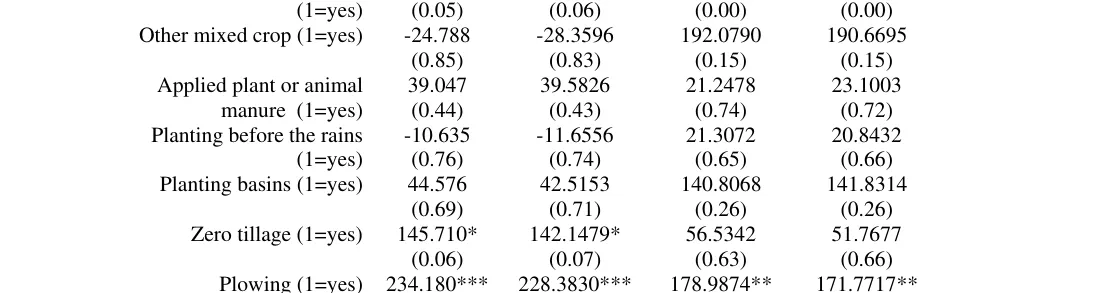 (1=yes) (0.05) (0.06) (0.00) (0.00)
Other mixed crop (1=yes) -24.788 -28.3596 192.0790 190.6695
(0.85) (0.83) (0.15) (0.15)
Applied plant or animal 39.047 39.5826 21.2478 23.1003
manure (1=yes) (0.44) (0.43) (0.74) (0.72)
Planting before the rains -10.635 -11.6556 21.3072 20.8432
(1=yes) (0.76) (0.74) (0.65) (0.66)
Planting basins (1=yes) 44.576 42.5153 140.8068 141.8314
(0.69) (0.71) (0.26) (0.26)
Zero tillage (1=yes) 145.710* 142.1479* 56.5342 51.7677
(0.06) (0.07) (0.63) (0.66)
Plowing (1=yes) 234.180*** 228.3830*** 178.9874** 171.7717**